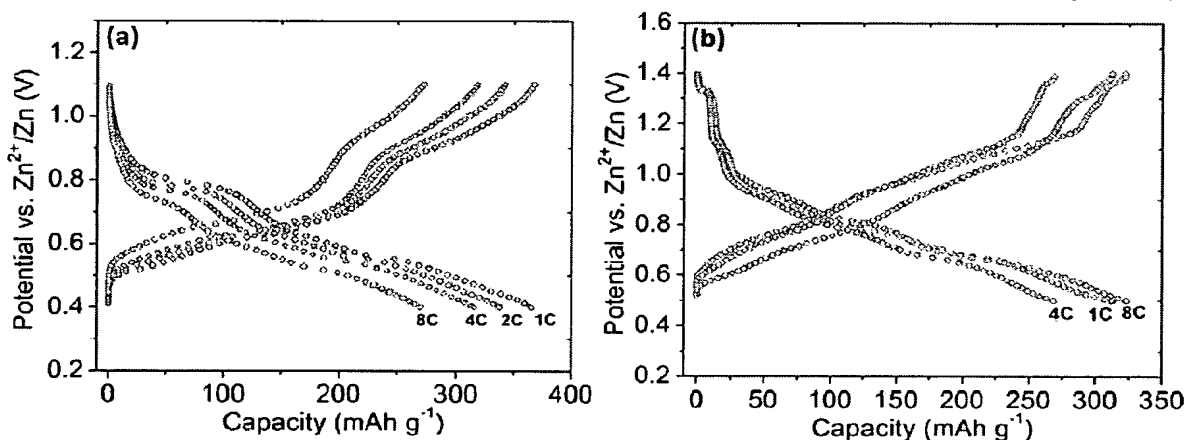 (a)
Potential vs. Zn²⁺/Zn (V)
1.2
1.0
0.8
0.6
0.4
0.2
8C 4C 2C 1C
0 100 200 300 400
Capacity (mAh g⁻¹)
(b)
Potential vs. Zn²⁺/Zn (V)
1.6
1.4
1.2
1.0
0.8
0.6
0.4
0.2
4C 1C 8C
0 50 100 150 200 250 300 350
Capacity (mAh g⁻¹)